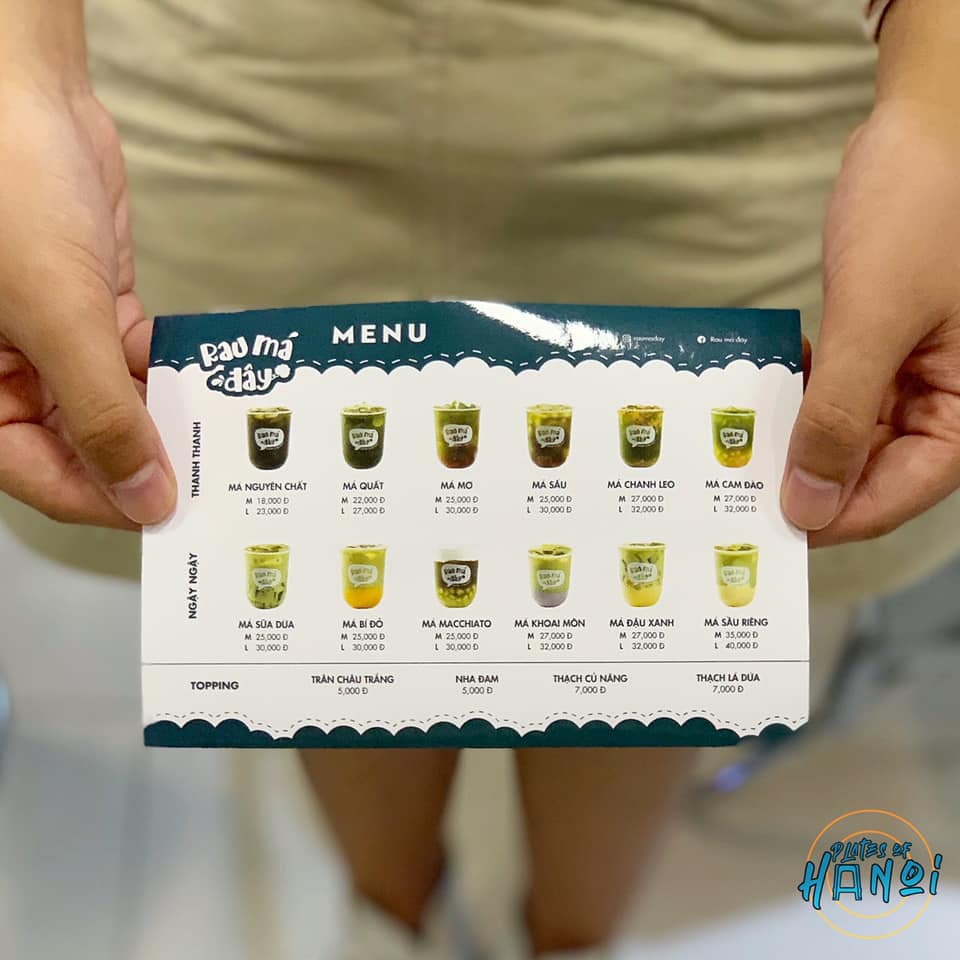 Rau má
đây
MENU
raumaday
Rau má đây
THANH THANH
MÁ NGUYÊN CHẤT
M 18,000 Đ
L 23,000 Đ
MÁ QUẤT
M 22,000 Đ
L 27,000 Đ
MÁ MƠ
M 25,000 Đ
L 30,000 Đ
MÁ SẤU
M 25,000 Đ
L 30,000 Đ
MÁ CHANH LEO
M 27,000 Đ
L 32,000 Đ
MÁ CAM ĐÀO
M 27,000 Đ
L 32,000 Đ
NGẬY NGẬY
MÁ SỮA DỪA
M 25,000 Đ
L 30,000 Đ
MÁ BÍ ĐỎ
M 25,000 Đ
L 30,000 Đ
MÁ MACCHIATO
M 25,000 Đ
L 30,000 Đ
MÁ KHOAI MÔN
M 27,000 Đ
L 32,000 Đ
MÁ ĐẬU XANH
M 27,000 Đ
L 32,000 Đ
MÁ SẦU RIÊNG
M 35,000 Đ
L 40,000 Đ
TOPPING
TRÂN CHÂU TRẮNG
5,000 Đ
NHA ĐAM
5,000 Đ
THẠCH CỦ NĂNG
7,000 Đ
THẠCH LÁ DỨA
7,000 Đ
PLATES OF
HANOI